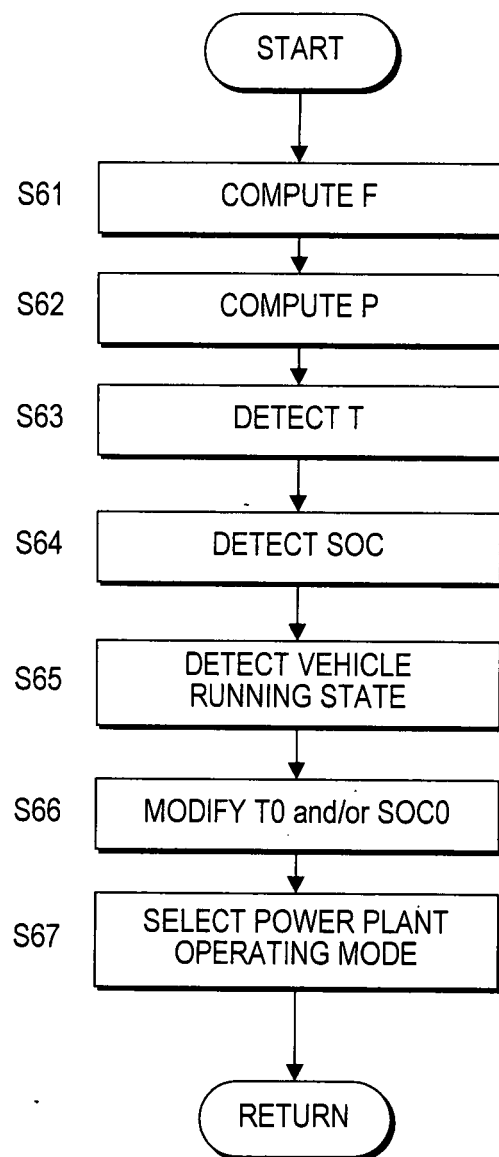 START
S61
COMPUTE F
S62
COMPUTE P
S63
DETECT T
S64
DETECT SOC
S65
DETECT VEHICLE
RUNNING STATE
S66
MODIFY T0 and/or SOC0
S67
SELECT POWER PLANT
OPERATING MODE
RETURN